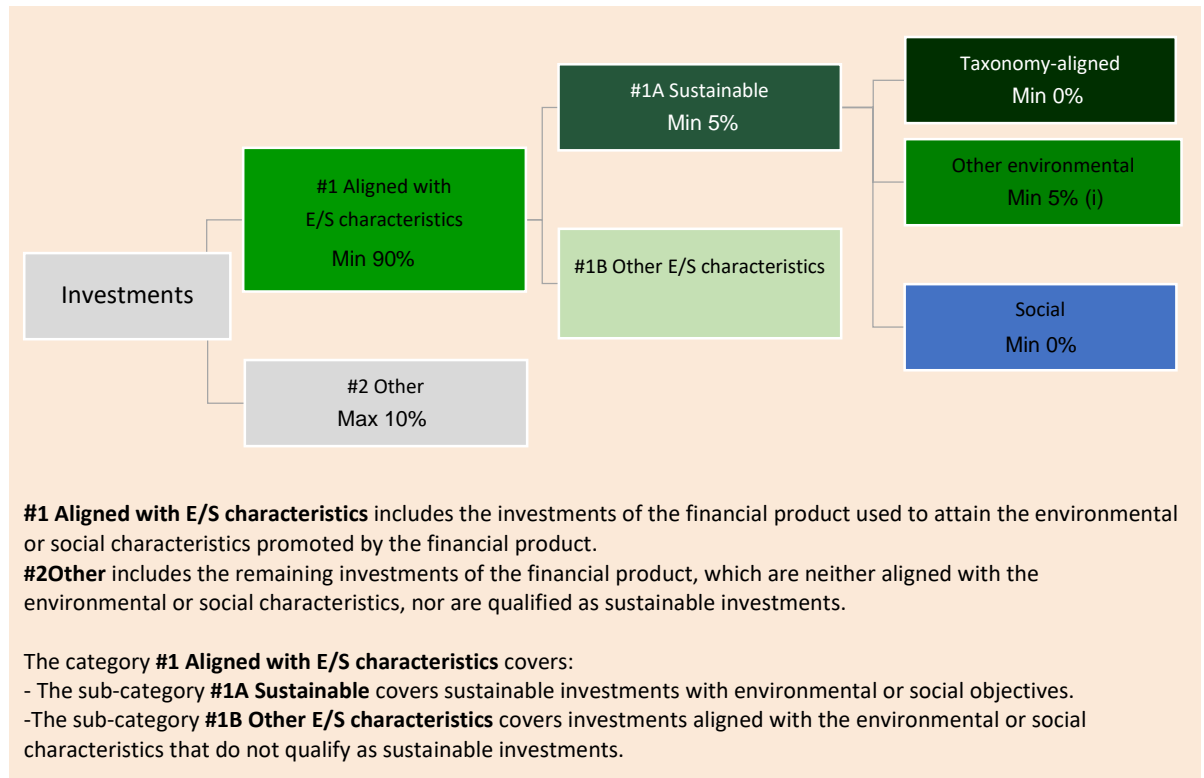 Investments
#1 Aligned with
E/S characteristics
Min 90%
#2 Other
Max 10%
#1A Sustainable
Min 5%
#1B Other E/S characteristics
Taxonomy-aligned
Min 0%
Other environmental
Min 5% (i)
Social
Min 0%
#1 Aligned with E/S characteristics includes the investments of the financial product used to attain the environmental
or social characteristics promoted by the financial product.
#2Other includes the remaining investments of the financial product, which are neither aligned with the
environmental or social characteristics, nor are qualified as sustainable investments.
The category #1 Aligned with E/S characteristics covers:
- The sub-category #1A Sustainable covers sustainable investments with environmental or social objectives.
-The sub-category #1B Other E/S characteristics covers investments aligned with the environmental or social
characteristics that do not qualify as sustainable investments.